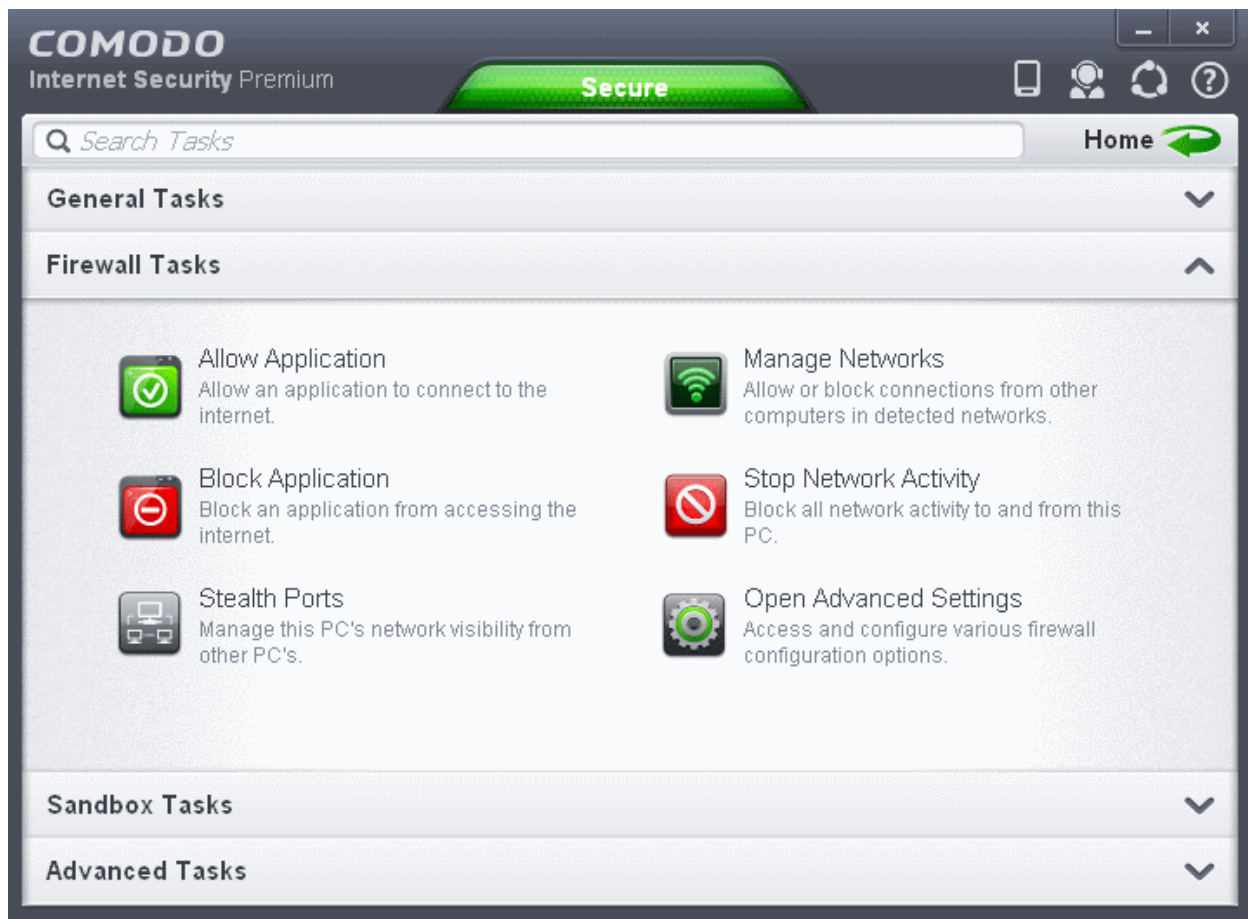 COMODO
Internet Security Premium
Secure
Search Tasks
Home
General Tasks
Firewall Tasks
Allow Application
Allow an application to connect to the
internet.
Manage Networks
Allow or block connections from other
computers in detected networks.
Block Application
Block an application from accessing the
internet.
Stop Network Activity
Block all network activity to and from this
PC.
Stealth Ports
Manage this PC's network visibility from
other PC's.
Open Advanced Settings
Access and configure various firewall
configuration options.
Sandbox Tasks
Advanced Tasks